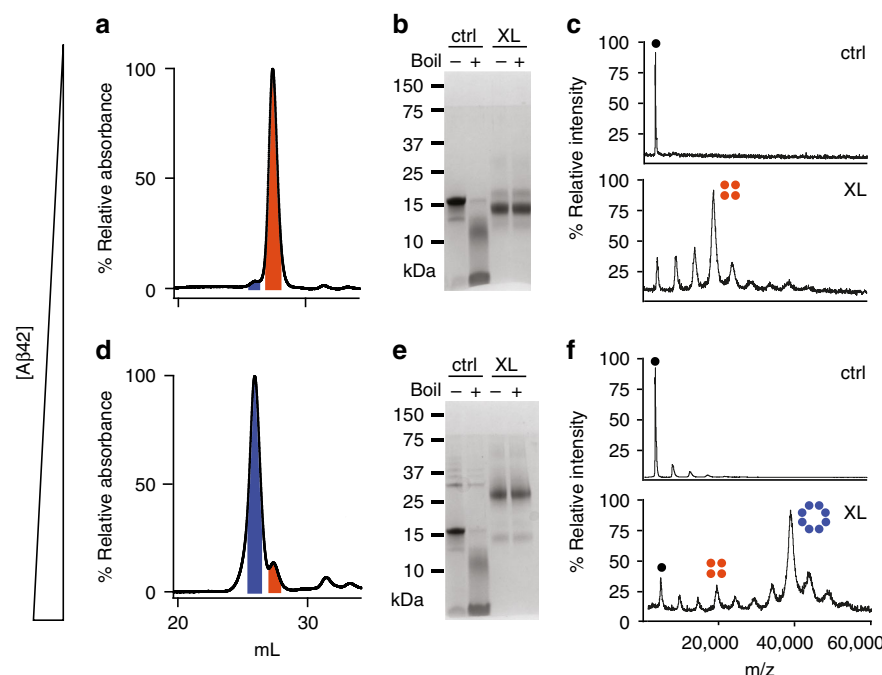 [Aβ42]
a
% Relative absorbance
100
50
0
b
ctrl XL
Boil – + – +
150
75
37
25
15
10
kDa
c
% Relative intensity
100
75
50
25
ctrl
100
75
50
25
XL
d
% Relative absorbance
100
50
0
20 30
mL
e
ctrl XL
Boil – + – +
150
75
37
25
15
10
kDa
f
% Relative intensity
100
75
50
25
ctrl
100
75
50
25
0
XL
20,000 40,000 60,000
m/z